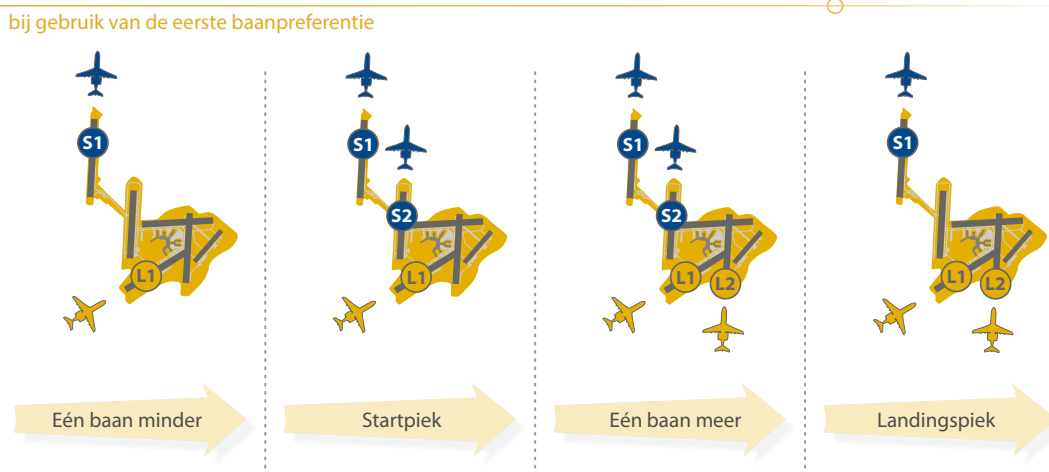 bij gebruik van de eerste baanpreferentie
S1
L1
S1
S2
L1
S1
S2
L1
L2
S1
L1
L2
Eén baan minder
Startpiek
Eén baan meer
Landingspiek